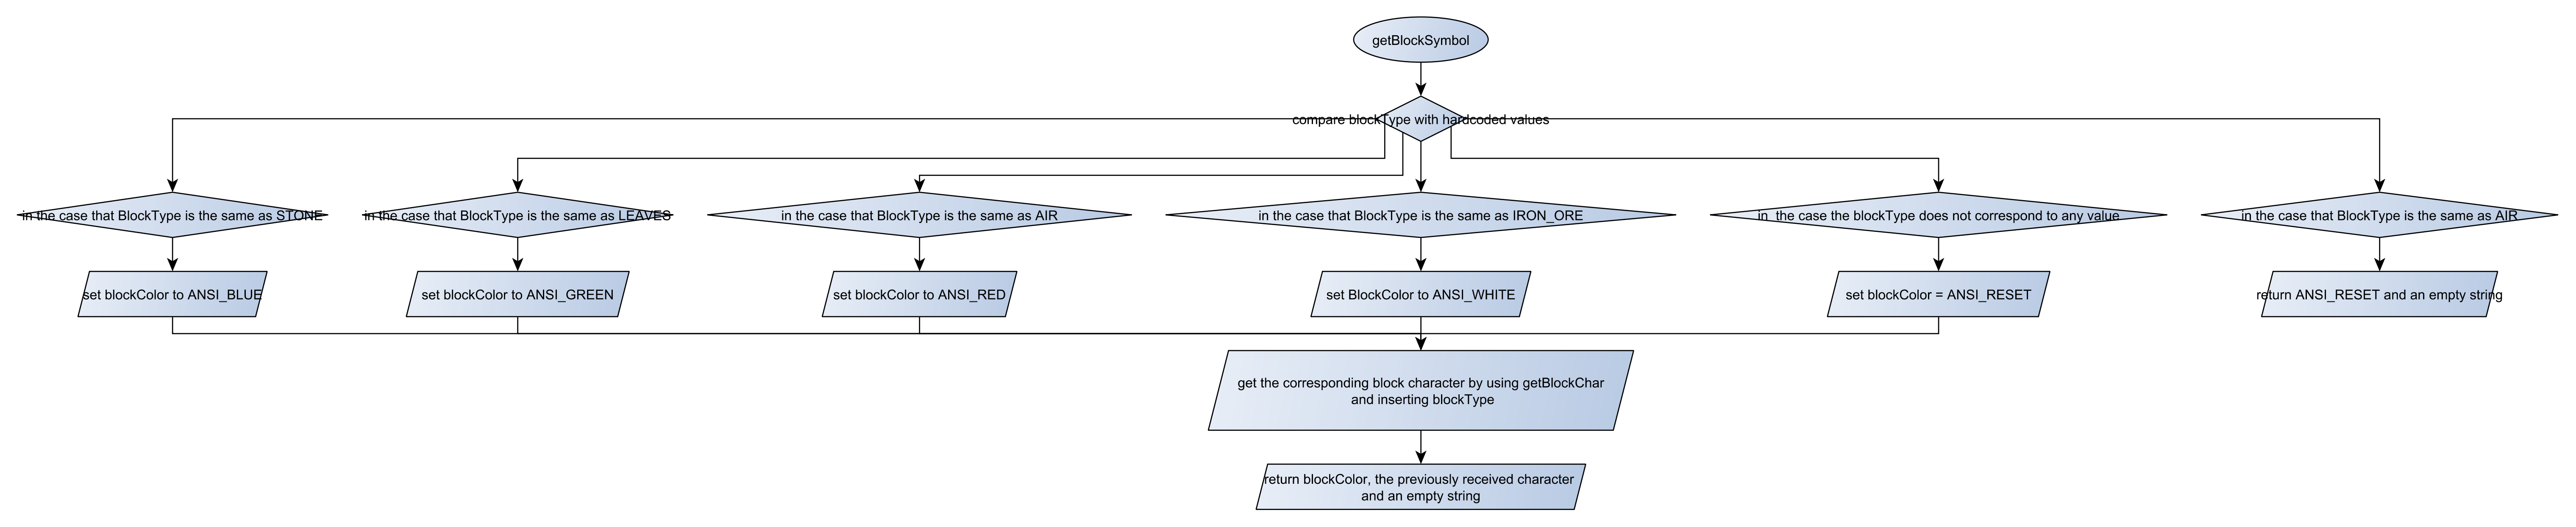 getBlockSymbol
compare blockType with hardcoded values
in the case that BlockType is the same as STONE
in the case that BlockType is the same as LEAVES
in the case that BlockType is the same as AIR
in the case that BlockType is the same as IRON_ORE
in  the case the blockType does not correspond to any value
in the case that BlockType is the same as AIR
set blockColor to ANSI_BLUE
set blockColor to ANSI_GREEN
set blockColor to ANSI_RED
set BlockColor to ANSI_WHITE
set blockColor = ANSI_RESET
return ANSI_RESET and an empty string
get the corresponding block character by using getBlockChar
and inserting blockType
return blockColor, the previously received character
and an empty string